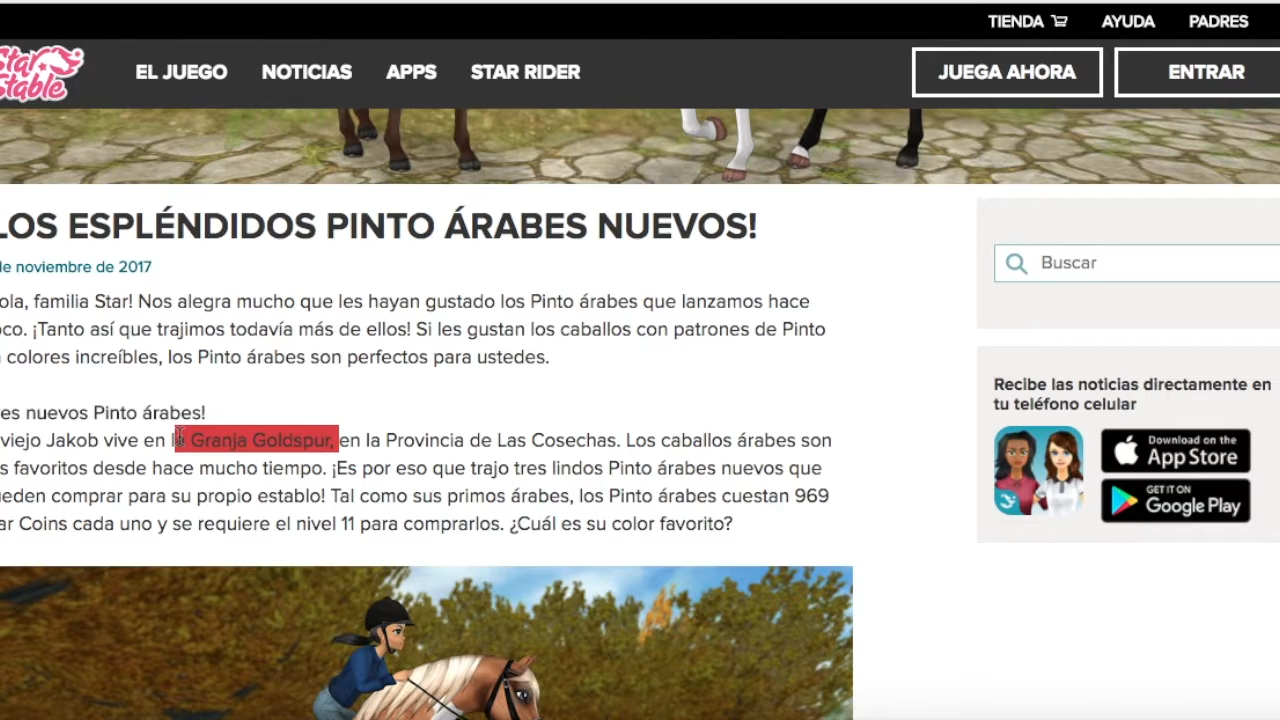 TIENDA AYUDA PADRES
Star Stable
EL JUEGO NOTICIAS APPS STAR RIDER JUEGA AHORA ENTRAR
LOS ESPLÉNDIDOS PINTO ÁRABES NUEVOS!
de noviembre de 2017
ola, familia Star! Nos alegra mucho que les hayan gustado los Pinto árabes que lanzamos hace
oco. ¡Tanto así que trajimos todavía más de ellos! Si les gustan los caballos con patrones de Pinto
colores increíbles, los Pinto árabes son perfectos para ustedes.
es nuevos Pinto árabes!
viejo Jakob vive en la Granja Goldspur, en la Provincia de Las Cosechas. Los caballos árabes son
s favoritos desde hace mucho tiempo. ¡Es por eso que trajo tres lindos Pinto árabes nuevos que
ueden comprar para su propio establo! Tal como sus primos árabes, los Pinto árabes cuestan 969
ar Coins cada uno y se requiere el nivel 11 para comprarlos. ¿Cuál es su color favorito?
Buscar
Recibe las noticias directamente en
tu teléfono celular
Download on the
App Store
GET IT ON
Google Play